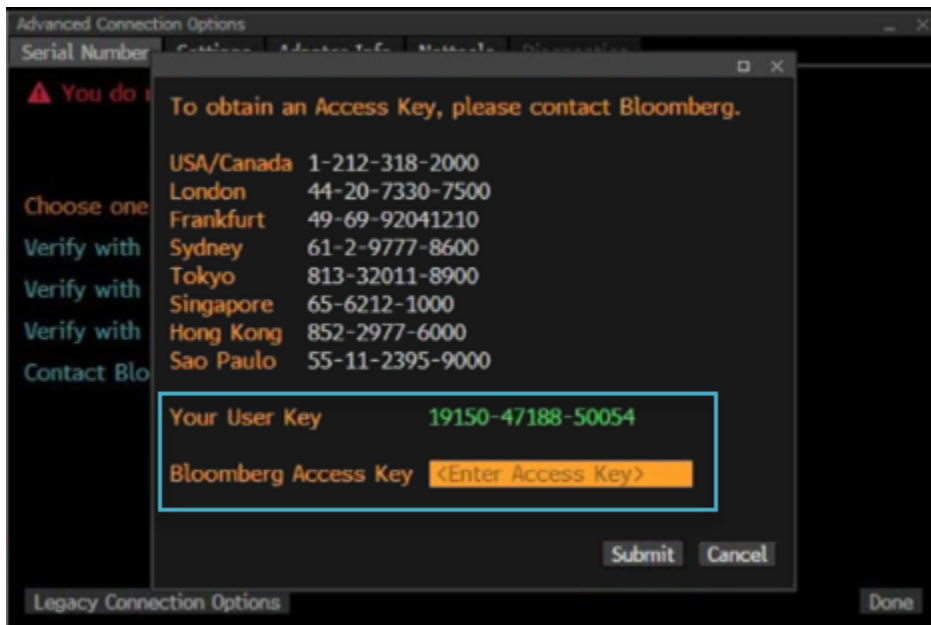 Advanced Connection Options
Serial Number
You do
To obtain an Access Key, please contact Bloomberg.
USA/Canada 1-212-318-2000
London 44-20-7330-7500
Frankfurt 49-69-92041210
Sydney 61-2-9777-8600
Tokyo 813-32011-8900
Singapore 65-6212-1000
Hong Kong 852-2977-6000
Sao Paulo 55-11-2395-9000
Choose one
Verify with
Verify with
Verify with
Contact Blo
Your User Key 19150-47188-50054
Bloomberg Access Key <Enter Access Key>
Submit Cancel
Legacy Connection Options Done